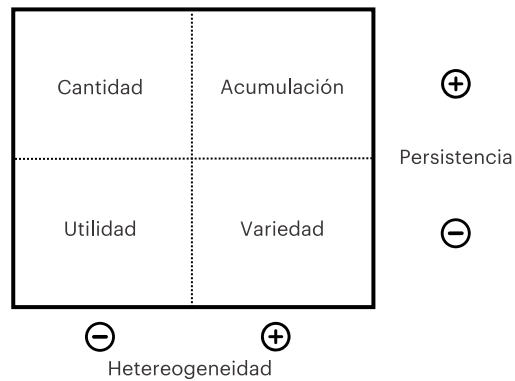 Cantidad Acumulación
Persistencia
Utilidad Variedad
Hetereogeneidad